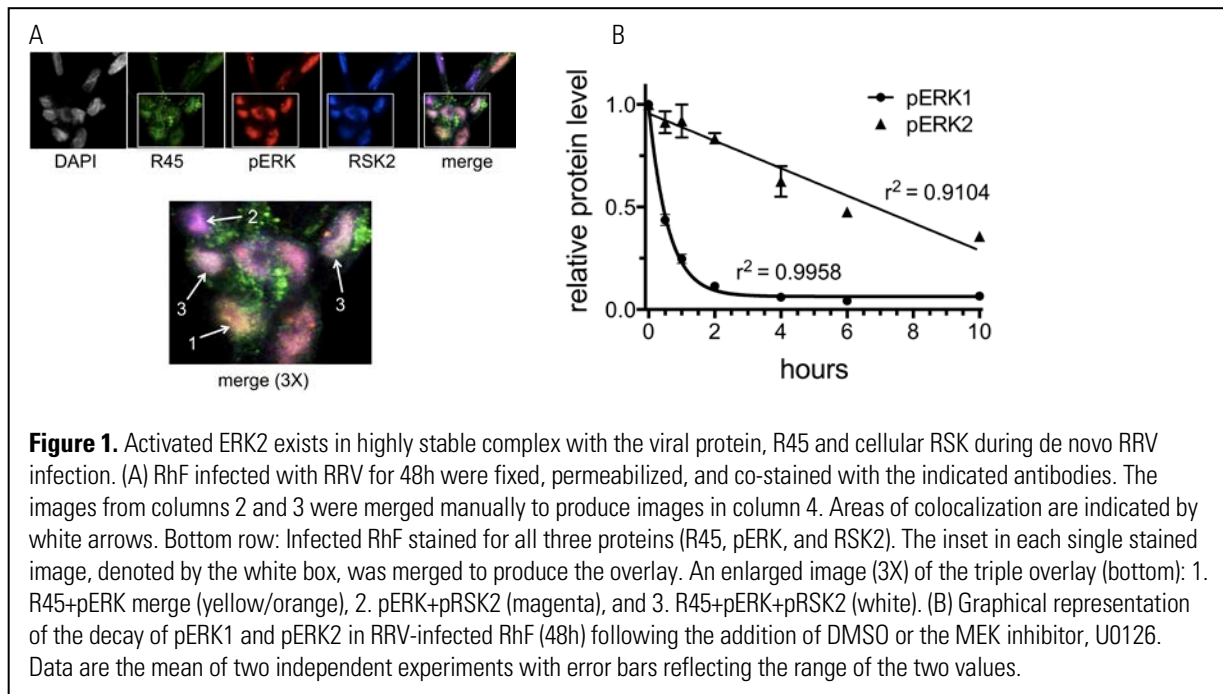 A
DAPI R45 pERK RSK2 merge
2
3
3
1
merge (3X)
B
relative protein level
1.0
0.5
0.0
pERK1
pERK2
r² = 0.9104
r² = 0.9958
0 2 4 6 8 10
hours
Figure 1. Activated ERK2 exists in highly stable complex with the viral protein, R45 and cellular RSK during de novo RRV
infection. (A) RhF infected with RRV for 48h were fixed, permeabilized, and co-stained with the indicated antibodies. The
images from columns 2 and 3 were merged manually to produce images in column 4. Areas of colocalization are indicated by
white arrows. Bottom row: Infected RhF stained for all three proteins (R45, pERK, and RSK2). The inset in each single stained
image, denoted by the white box, was merged to produce the overlay. An enlarged image (3X) of the triple overlay (bottom): 1.
R45+pERK merge (yellow/orange), 2. pERK+pRSK2 (magenta), and 3. R45+pERK+pRSK2 (white). (B) Graphical representation
of the decay of pERK1 and pERK2 in RRV-infected RhF (48h) following the addition of DMSO or the MEK inhibitor, U0126.
Data are the mean of two independent experiments with error bars reflecting the range of the two values.